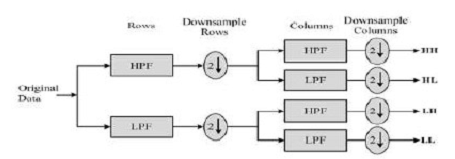 Rows
Downsample
Rows
Columns
Downsample
Columns
Original
Data
HPF
2
HPF
2
HH
LPF
2
HL
LPF
2
HPF
2
LH
LPF
2
LL